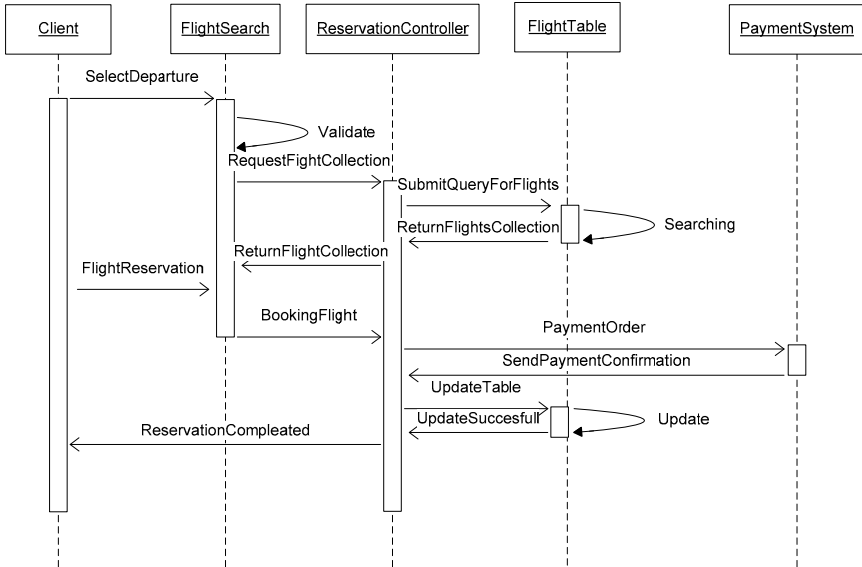 Client
FlightSearch
ReservationController
FlightTable
PaymentSystem
SelectDeparture
Validate
RequestFightCollection
SubmitQueryForFlights
Searching
ReturnFlightsCollection
ReturnFlightCollection
FlightReservation
BookingFlight
PaymentOrder
SendPaymentConfirmation
UpdateTable
UpdateSuccesfull
Update
ReservationCompleated